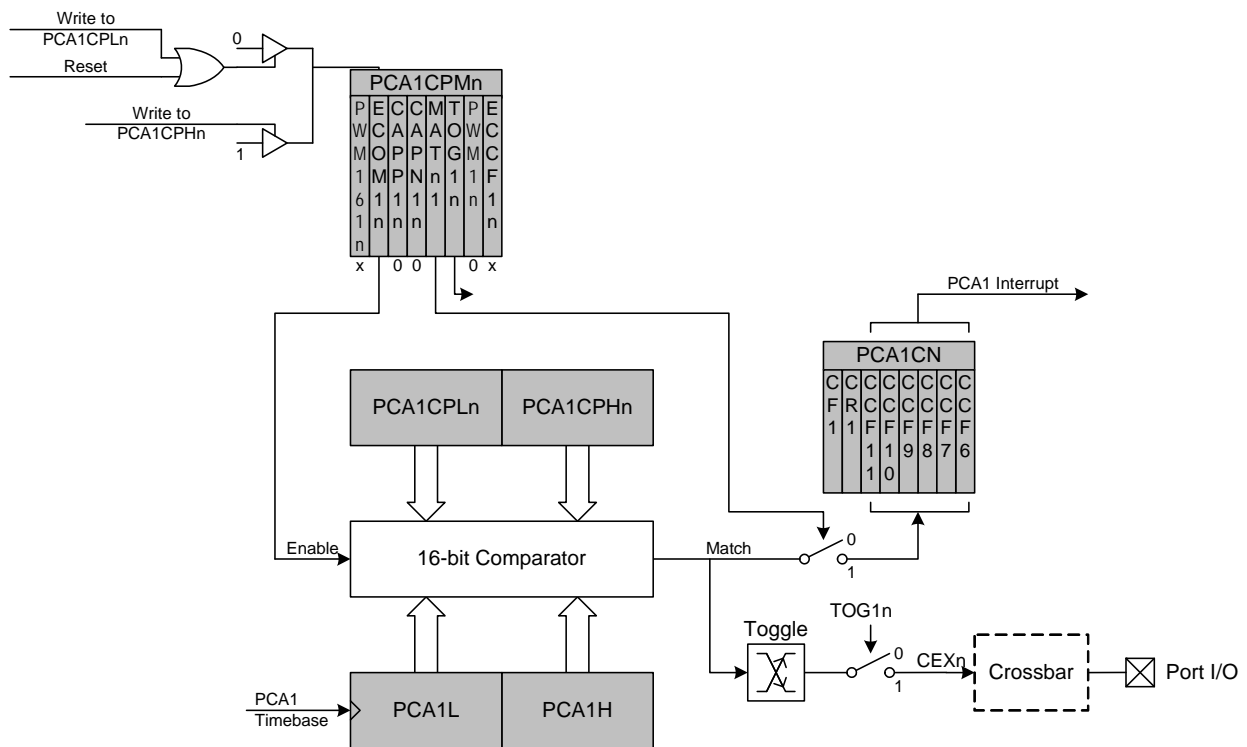 Write to
PCA1CPLn
Reset
0
Write to
PCA1CPHn
1
PCA1CPMn
PWM161n
ECOM1n
CAPP1n
CAPN1n
MATn1
TOG1n
PWM1n
ECCF1n
x
0
0
0
x
PCA1 Interrupt
PCA1CN
CF1
CR1
CCF11
CCF10
CCF9
CCF8
CCF7
CCF6
PCA1CPLn
PCA1CPHn
Enable
16-bit Comparator
Match
0
1
Toggle
TOG1n
0
1
CEXn
Crossbar
Port I/O
PCA1
Timebase
PCA1L
PCA1H